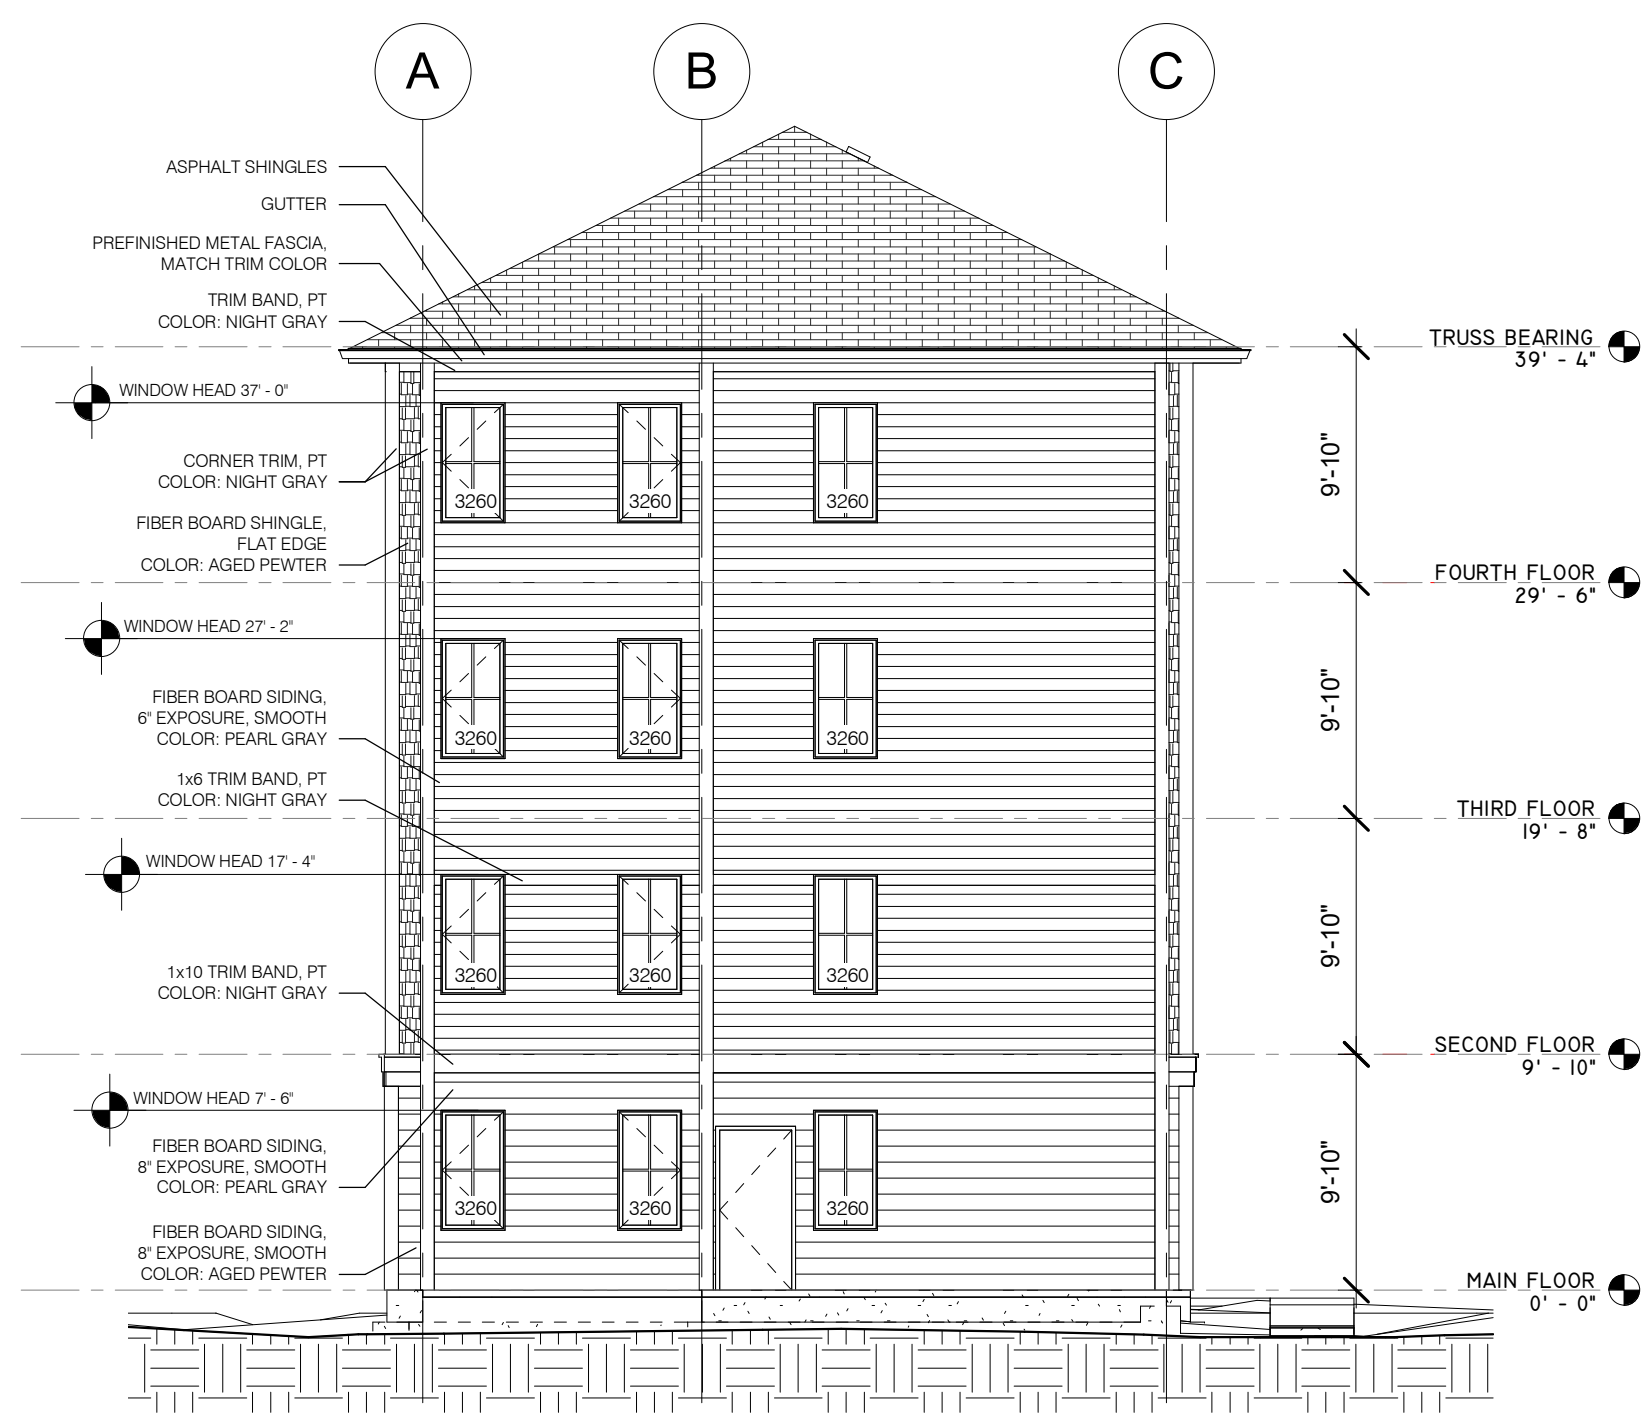 A
B
C
ASPHALT SHINGLES
GUTTER
PREFINISHED METAL FASCIA,
MATCH TRIM COLOR
TRIM BAND, PT
COLOR: NIGHT GRAY
TRUSS BEARING
39' - 4"
WINDOW HEAD 37' - 0"
9'-10"
CORNER TRIM, PT
COLOR: NIGHT GRAY
3260
3260
3260
FIBER BOARD SHINGLE,
FLAT EDGE
COLOR: AGED PEWTER
FOURTH FLOOR
29' - 6"
WINDOW HEAD 27' - 2"
9'-10"
FIBER BOARD SIDING,
6" EXPOSURE, SMOOTH
COLOR: PEARL GRAY
3260
3260
3260
1x6 TRIM BAND, PT
COLOR: NIGHT GRAY
THIRD FLOOR
19' - 8"
WINDOW HEAD 17' - 4"
9'-10"
3260
3260
3260
1x10 TRIM BAND, PT
COLOR: NIGHT GRAY
SECOND FLOOR
9' - 10"
WINDOW HEAD 7' - 6"
9'-10"
FIBER BOARD SIDING,
8" EXPOSURE, SMOOTH
COLOR: PEARL GRAY
3260
3260
3260
FIBER BOARD SIDING,
8" EXPOSURE, SMOOTH
COLOR: AGED PEWTER
MAIN FLOOR
0' - 0"